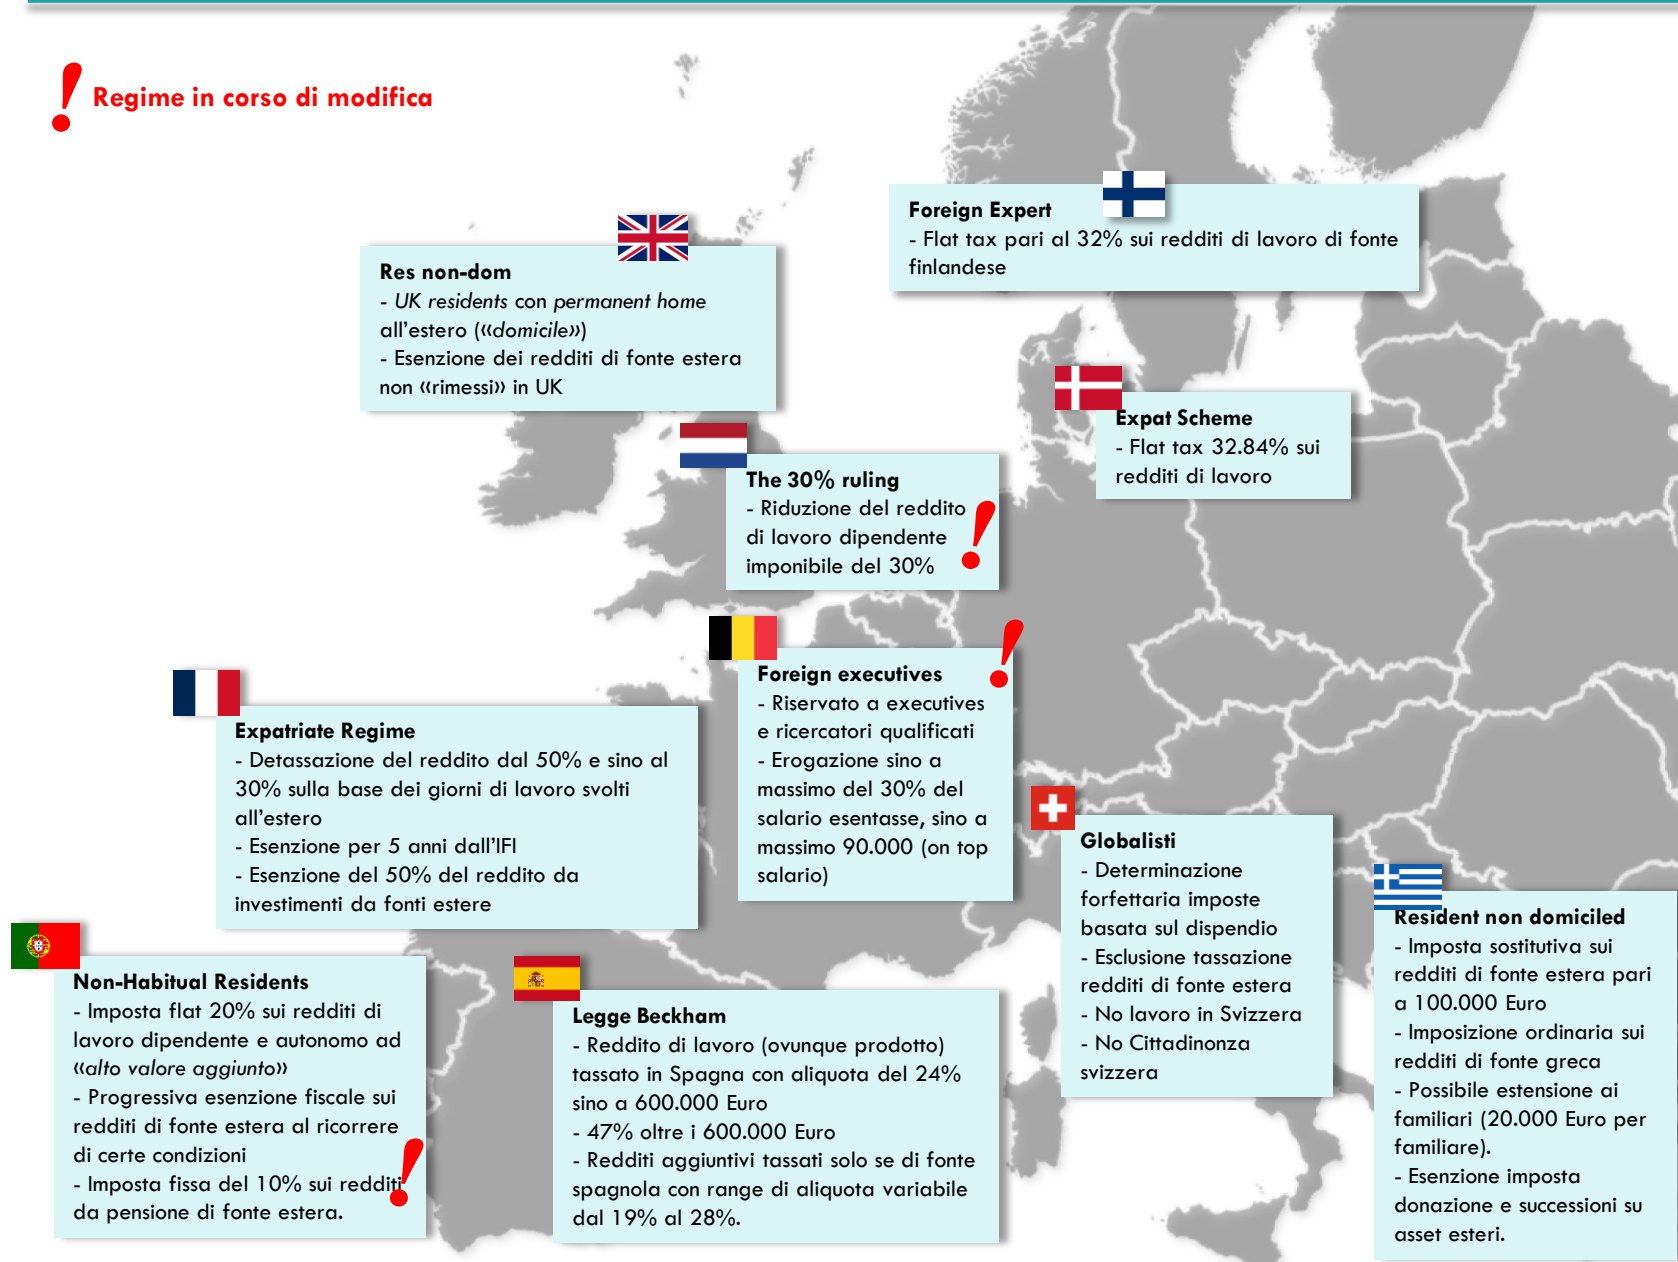 Regime in corso di modifica
Foreign Expert
- Flat tax pari al 32% sui redditi di lavoro di fonte
finlandese
Res non-dom
- UK residents con permanent home
all’estero («domicile»)
- Esenzione dei redditi di fonte estera
non «rimessi» in UK
Expat Scheme
- Flat tax 32.84% sui
redditi di lavoro
The 30% ruling
- Riduzione del reddito
di lavoro dipendente
imponibile del 30%
Foreign executives
- Riservato a executives
e ricercatori qualificati
- Erogazione sino a
massimo del 30% del
salario esentasse, sino a
massimo 90.000 (on top
salario)
Expatriate Regime
- Detassazione del reddito dal 50% e sino al
30% sulla base dei giorni di lavoro svolti
all’estero
- Esenzione per 5 anni dall’IFI
- Esenzione del 50% del reddito da
investimenti da fonti estere
Globalisti
- Determinazione
forfettaria imposte
basata sul dispendio
- Esclusione tassazione
redditi di fonte estera
- No lavoro in Svizzera
- No Cittadinonza
svizzera
Resident non domiciled
- Imposta sostitutiva sui
redditi di fonte estera pari
a 100.000 Euro
- Imposizione ordinaria sui
redditi di fonte greca
- Possibile estensione ai
familiari (20.000 Euro per
familiare).
- Esenzione imposta
donazione e successioni su
asset esteri.
Non-Habitual Residents
- Imposta flat 20% sui redditi di
lavoro dipendente e autonomo ad
«alto valore aggiunto»
- Progressiva esenzione fiscale sui
redditi di fonte estera al ricorrere
di certe condizioni
- Imposta fissa del 10% sui redditi
da pensione di fonte estera.
Legge Beckham
- Reddito di lavoro (ovunque prodotto)
tassato in Spagna con aliquota del 24%
sino a 600.000 Euro
- 47% oltre i 600.000 Euro
- Redditi aggiuntivi tassati solo se di fonte
spagnola con range di aliquota variabile
dal 19% al 28%.